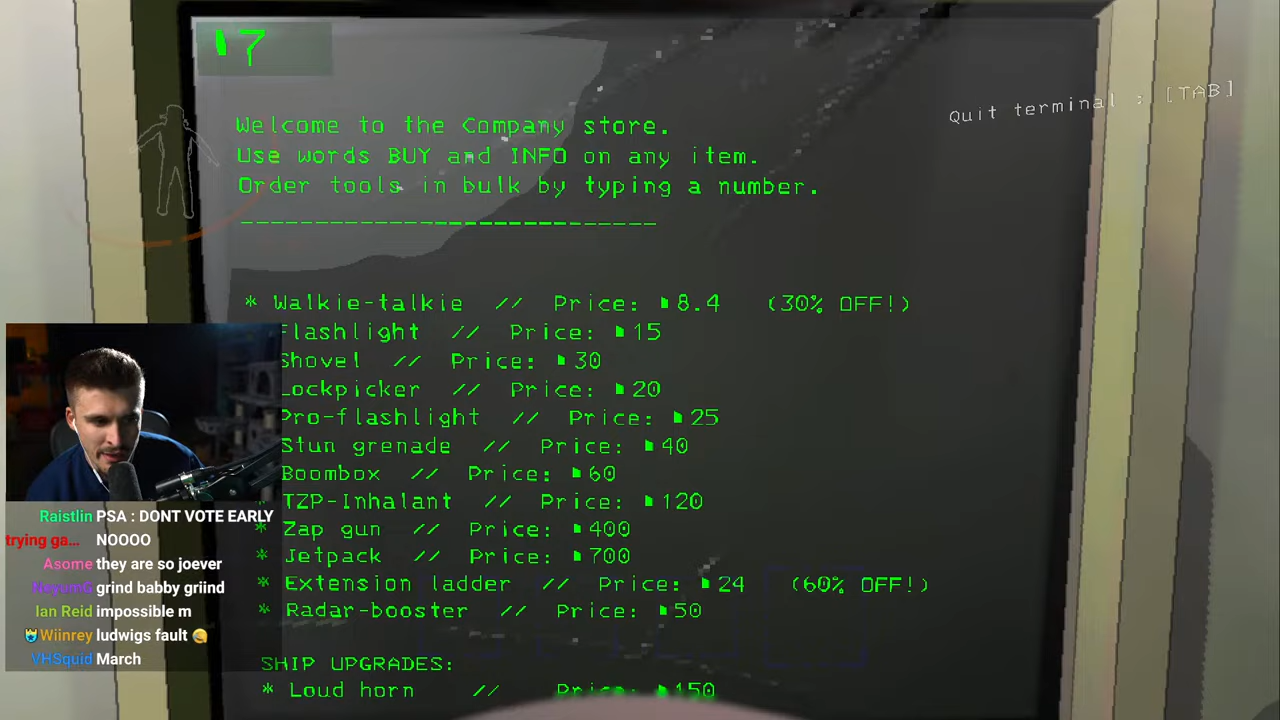 ▮7
Quit terminal : [TAB]
Welcome to the Company store.
Use words BUY and INFO on any item.
Order tools in bulk by typing a number.
____________________________
* Walkie-talkie // Price: ▮8.4 (30% OFF!)
Flashlight // Price: ▮15
Shovel // Price: ▮30
Lockpicker // Price: ▮20
Pro-flashlight // Price: ▮25
Stun grenade // Price: ▮40
Boombox // Price: ▮60
* TZP-Inhalant // Price: ▮120
* Zap gun // Price: ▮400
* Jetpack // Price: ▮700
* Extension ladder // Price: ▮24 (60% OFF!)
* Radar-booster // Price: ▮50
SHIP UPGRADES:
* Loud horn // Price: ▮150
Raistlin PSA : DONT VOTE EARLY
trying ga... NOOOO
Asome they are so joever
grind babby griind
Ian Reid impossible m
Wiinrey ludwigs fault
VHSquid March